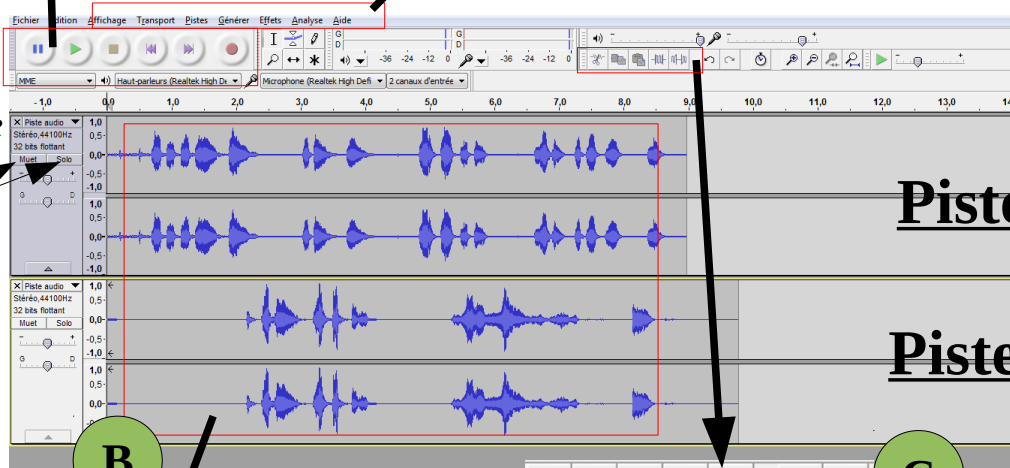 Fichier Edition Affichage Transport Pistes Générer Effets Analyse Aide
G
D
G
D
-36 -24 -12 0
-36 -24 -12 0
MME Haut-parleurs (Realtek High De Microphone (Realtek High Defi 2 canaux d'entrée
-1,0 0,0 1,0 2,0 3,0 4,0 5,0 6,0 7,0 8,0 9,0 10,0 11,0 12,0 13,0 14
Piste audio
Stéréo,44100Hz
32 bits flottant
Muet Solo
- +
G D
1,0
0,5-
0,0-
-0,5-
-1,0
1,0
0,5-
0,0-
-0,5-
-1,0
Piste
Piste audio
Stéréo,44100Hz
32 bits flottant
Muet Solo
- +
G D
1,0
0,5-
0,0-
-0,5-
-1,0
1,0
0,5-
0,0-
Piste
B